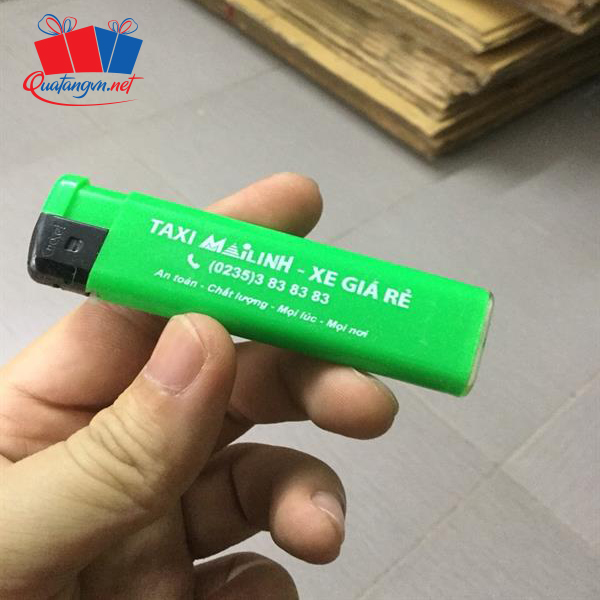 Quatangvn.net
TAXI MAILINH - XE GIÁ RẺ
(0235)3 83 83 83
An toàn - Chất lượng - Mọi lúc - Mọi nơi